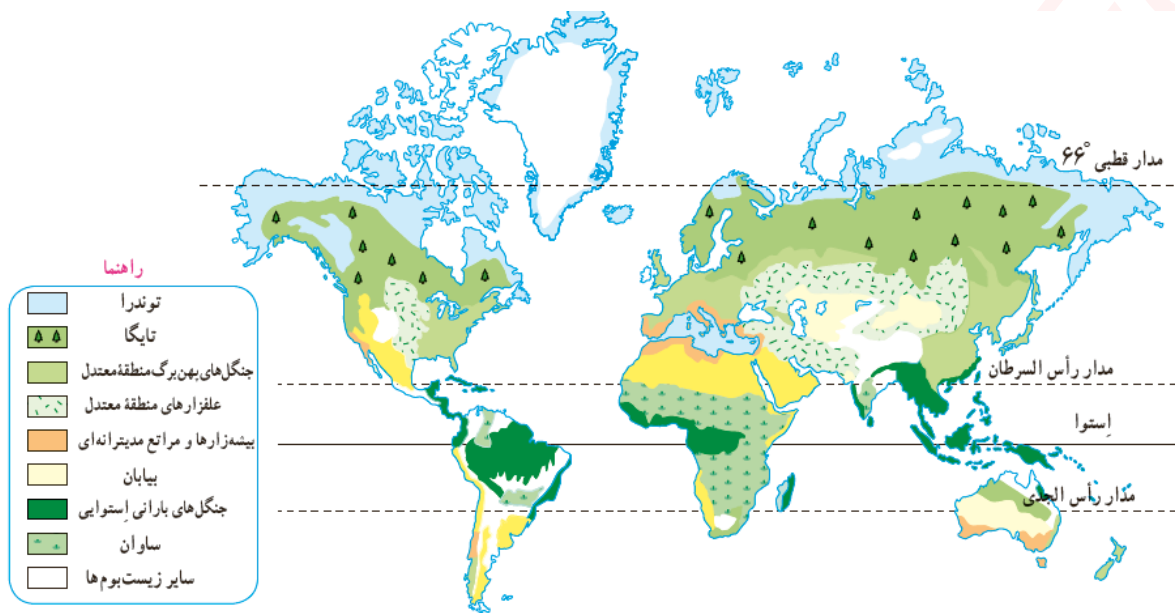 مدار قطبی °۶۶
راهنما
توندرا
تایگا
جنگل‌های پهن‌برگ منطقهٔ معتدل
علفزارهای منطقهٔ معتدل
بیشه‌زارها و مراتع مدیترانه‌ای
بیابان
جنگل‌های بارانی اِستوایی
ساوان
سایر زیست‌بوم‌ها
مدار رأس السرطان
اِستوا
مدار رأس الجدی